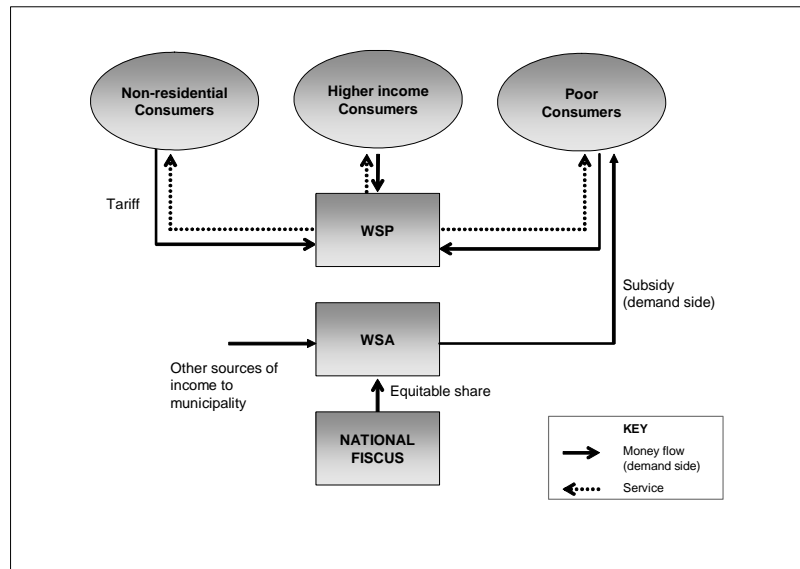 Non-residential
Consumers
Higher income
Consumers
Poor
Consumers
Tariff
WSP
Subsidy
(demand side)
WSA
Other sources of
income to
municipality
Equitable share
NATIONAL
FISCUS
KEY
Money flow
(demand side)
Service